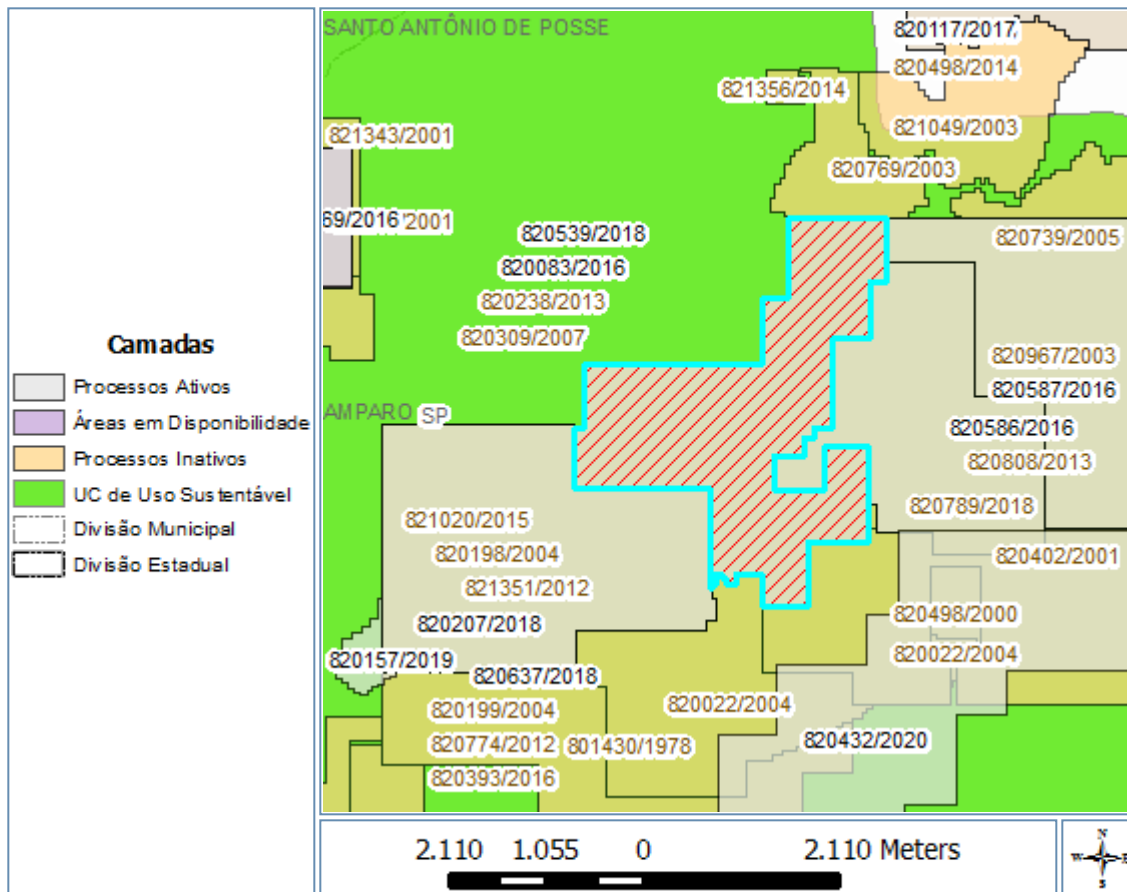 Camadas
Processos Ativos
Áreas em Disponibilidade
Processos Inativos
UC de Uso Sustentável
Divisão Municipal
Divisão Estadual
SANTO ANTÔNIO DE POSSE
820117/2017
820498/2014
821356/2014
821049/2003
821343/2001
820769/2003
69/2016
/2001
820539/2018
820739/2005
820083/2016
820238/2013
820309/2007
820967/2003
820587/2016
AMPARO
SP
820586/2016
820808/2013
820789/2018
821020/2015
820198/2004
820402/2001
821351/2012
820498/2000
820207/2018
820022/2004
820157/2019
820637/2018
820199/2004
820022/2004
820774/2012
801430/1978
820432/2020
820393/2016
2.110 1.055 0 2.110 Meters
N
W E
S